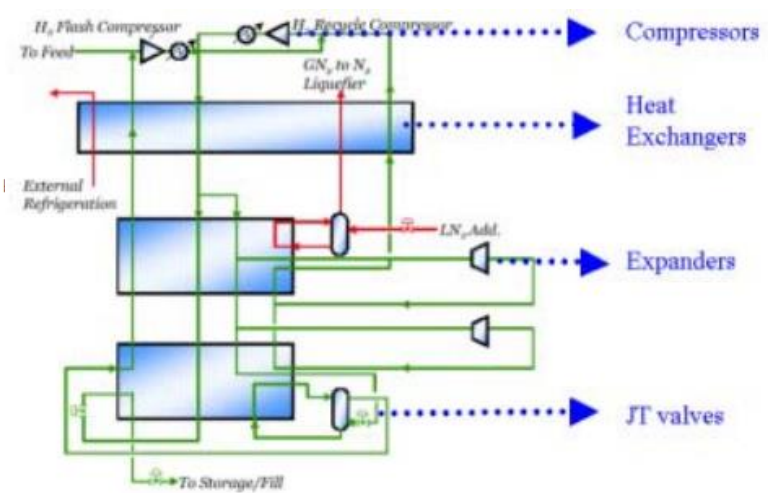 H₂ Flash Compressor
H₂ Recycle Compressor
Compressors
To Feed
GN₂ to N₂
Liquefier
Heat
Exchangers
External
Refrigeration
LN₂ Add.
Expanders
JT valves
To Storage/Fill